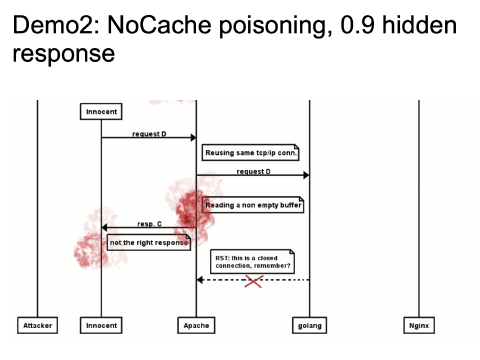 Demo2: NoCache poisoning, 0.9 hidden
response
Innocent
request D
Reusing same tcp/ip conn.
request D
Reading a non empty buffer
resp. C
not the right response
RST: this is a closed
connection, remember?
Attacker
Innocent
Apache
golang
Nginx